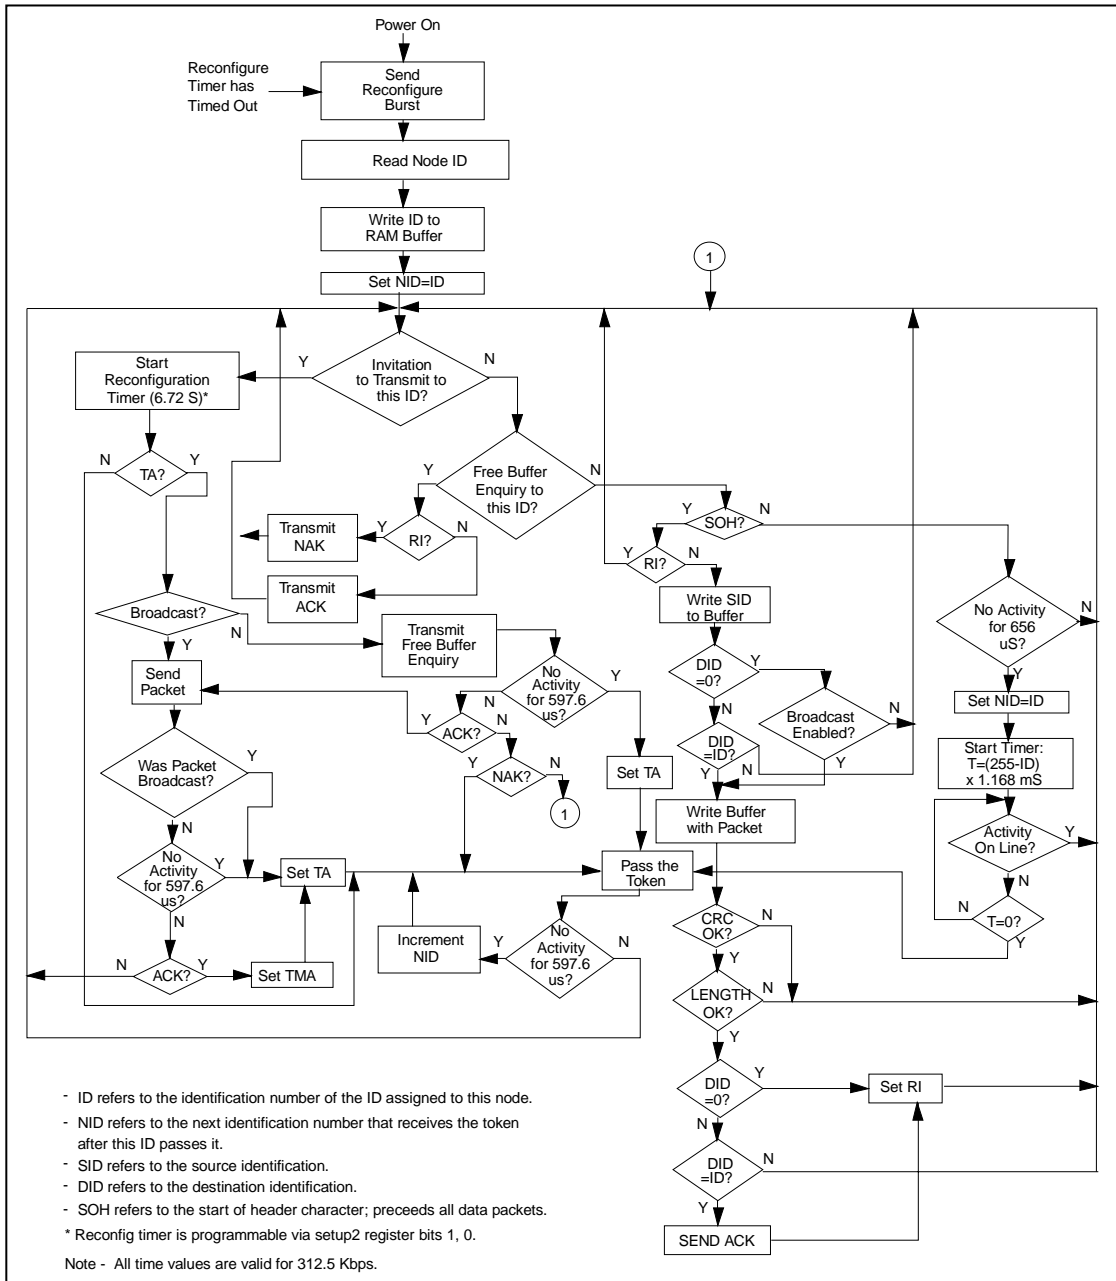 Power On
Reconfigure
Timer has
Timed Out
Send
Reconfigure
Burst
Read Node ID
Write ID to
RAM Buffer
1
Set NID=ID
Start
Reconfiguration
Timer (6.72 S)*
Y
Invitation
to Transmit to
this ID?
N
N
TA?
Y
Y
Free Buffer
Enquiry to
this ID?
N
Transmit
NAK
Y
RI?
N
Y
SOH?
N
Y
RI?
N
Transmit
ACK
Write SID
to Buffer
No Activity
for 656
uS?
N
Y
Broadcast?
N
Y
Transmit
Free Buffer
Enquiry
Send
Packet
No
Activity
for 597.6
us?
N
Y
DID
=0?
Y
N
Set NID=ID
Y
ACK?
N
Broadcast
Enabled?
N
Y
DID
=ID?
Y
N
Start Timer:
T=(255-ID)
x 1.168 mS
Was Packet
Broadcast?
Y
N
Y
NAK?
N
1
Set TA
Write Buffer
with Packet
Activity
On Line?
Y
N
No
Activity
for 597.6
us?
Y
N
Set TA
Pass the
Token
N
T=0?
Y
Increment
NID
Y
No
Activity
for 597.6
us?
N
CRC
OK?
N
Y
N
ACK?
Y
Set TMA
LENGTH
OK?
N
Y
DID
=0?
Y
N
Set RI
DID
=ID?
N
Y
SEND ACK
- ID refers to the identification number of the ID assigned to this node.
- NID refers to the next identification number that receives the token
after this ID passes it.
- SID refers to the source identification.
- DID refers to the destination identification.
- SOH refers to the start of header character; preceeds all data packets.
* Reconfig timer is programmable via setup2 register bits 1, 0.
Note - All time values are valid for 312.5 Kbps.